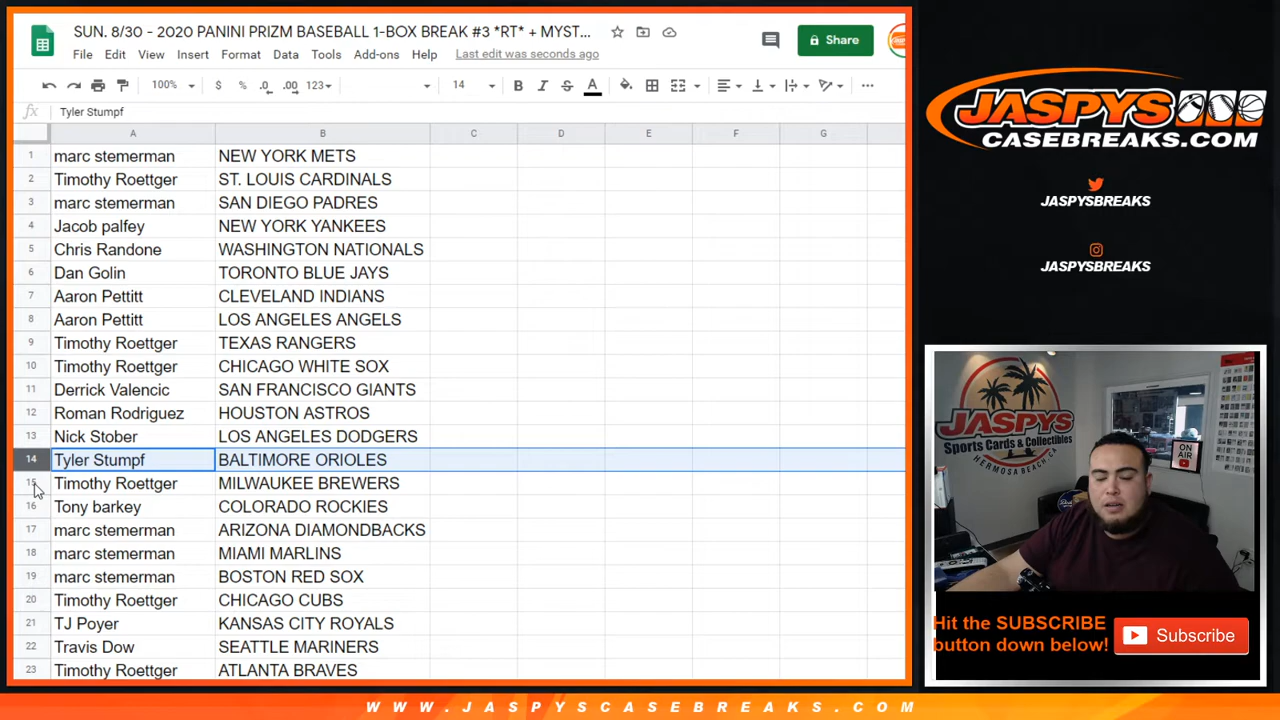 SUN. 8/30 - 2020 PANINI PRIZM BASEBALL 1-BOX BREAK #3 *RT* + MYST...
File Edit View Insert Format Data Tools Add-ons Help Last edit was seconds ago
Share
100% $ % .0 .00 123 14 B I S A
fx Tyler Stumpf
A B C D E F G
1 marc stemerman NEW YORK METS
2 Timothy Roettger ST. LOUIS CARDINALS
3 marc stemerman SAN DIEGO PADRES
4 Jacob palfey NEW YORK YANKEES
5 Chris Randone WASHINGTON NATIONALS
6 Dan Golin TORONTO BLUE JAYS
7 Aaron Pettitt CLEVELAND INDIANS
8 Aaron Pettitt LOS ANGELES ANGELS
9 Timothy Roettger TEXAS RANGERS
10 Timothy Roettger CHICAGO WHITE SOX
11 Derrick Valencic SAN FRANCISCO GIANTS
12 Roman Rodriguez HOUSTON ASTROS
13 Nick Stober LOS ANGELES DODGERS
14 Tyler Stumpf BALTIMORE ORIOLES
15 Timothy Roettger MILWAUKEE BREWERS
16 Tony barkey COLORADO ROCKIES
17 marc stemerman ARIZONA DIAMONDBACKS
18 marc stemerman MIAMI MARLINS
19 marc stemerman BOSTON RED SOX
20 Timothy Roettger CHICAGO CUBS
21 TJ Poyer KANSAS CITY ROYALS
22 Travis Dow SEATTLE MARINERS
23 Timothy Roettger ATLANTA BRAVES
JASPYS
CASEBREAKS.COM
JASPYSBREAKS
JASPYSBREAKS
JASPYS
Sports Cards & Collectibles
HERMOSA BEACH, CA
ON AIR
Hit the SUBSCRIBE
button down below!
Subscribe
WWW.JASPYSCASEBREAKS.COM